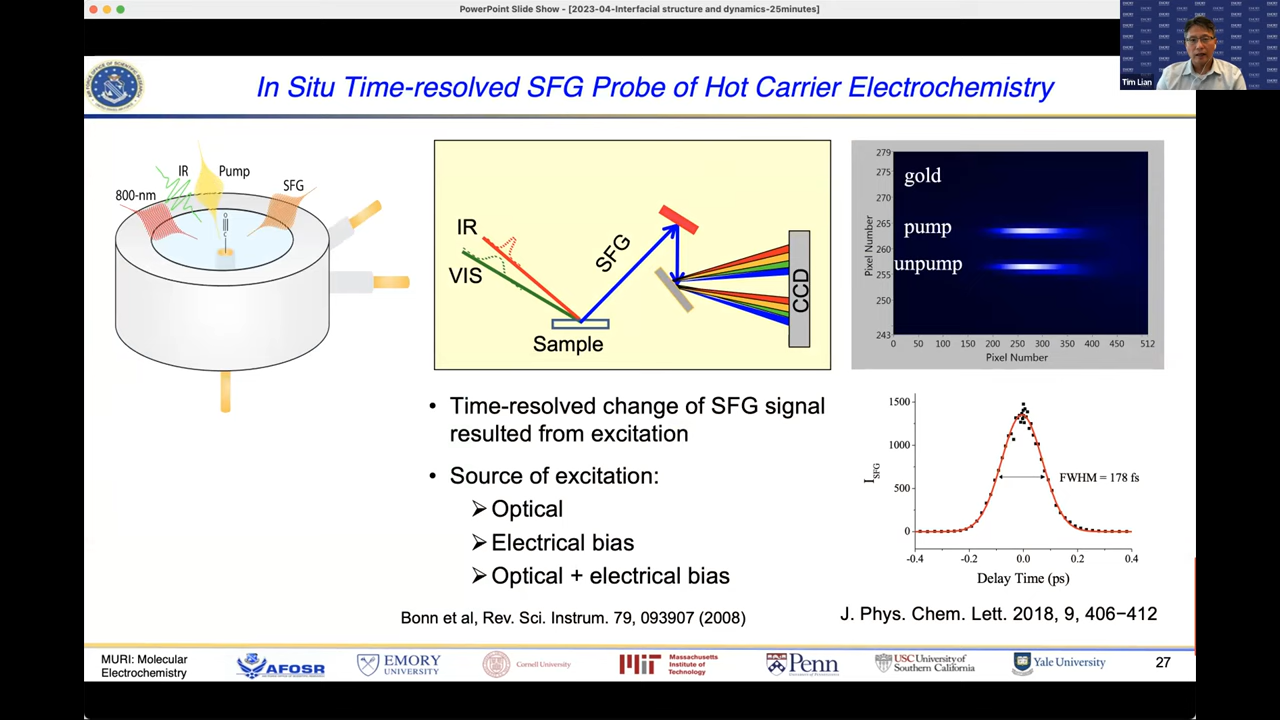 PowerPoint Slide Show - [2023-04-Interfacial structure and dynamics-25minutes]
Tim Lian
In Situ Time-resolved SFG Probe of Hot Carrier Electrochemistry
IR
Pump
SFG
800-nm
O
C
IR
VIS
SFG
Sample
CCD
279
275
270
265
260
255
250
243
Pixel Number
gold
pump
unpump
0 50 100 150 200 250 300 350 400 450 512
Pixel Number
• Time-resolved change of SFG signal
resulted from excitation
• Source of excitation:
➢ Optical
➢ Electrical bias
➢ Optical + electrical bias
1500
1000
500
0
I SFG
FWHM = 178 fs
-0.4 -0.2 0.0 0.2 0.4
Delay Time (ps)
Bonn et al, Rev. Sci. Instrum. 79, 093907 (2008)
J. Phys. Chem. Lett. 2018, 9, 406−412
MURI: Molecular
Electrochemistry
AFOSR
EMORY
UNIVERSITY
Cornell University
MIT
Massachusetts
Institute of
Technology
Penn
USC University of
Southern California
Yale University
27